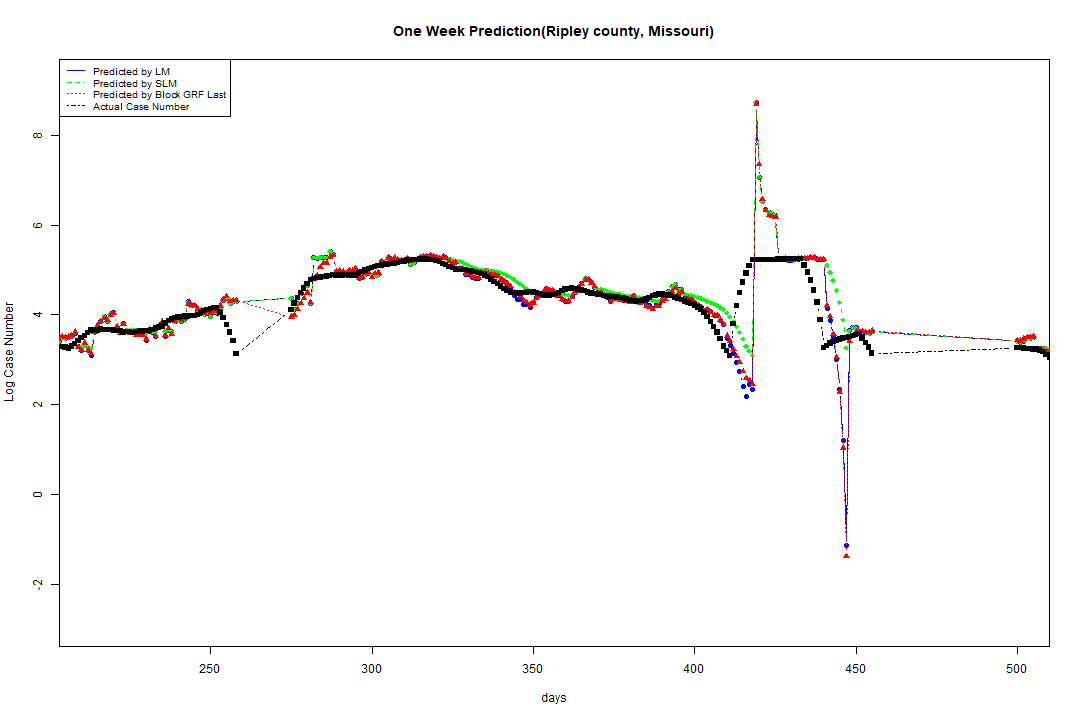 One Week Prediction(Ripley county, Missouri)
Predicted by LM
Predicted by SLM
Predicted by Block GRF Last
Actual Case Number
Log Case Number
8
6
4
2
0
-2
250 300 350 400 450 500
days